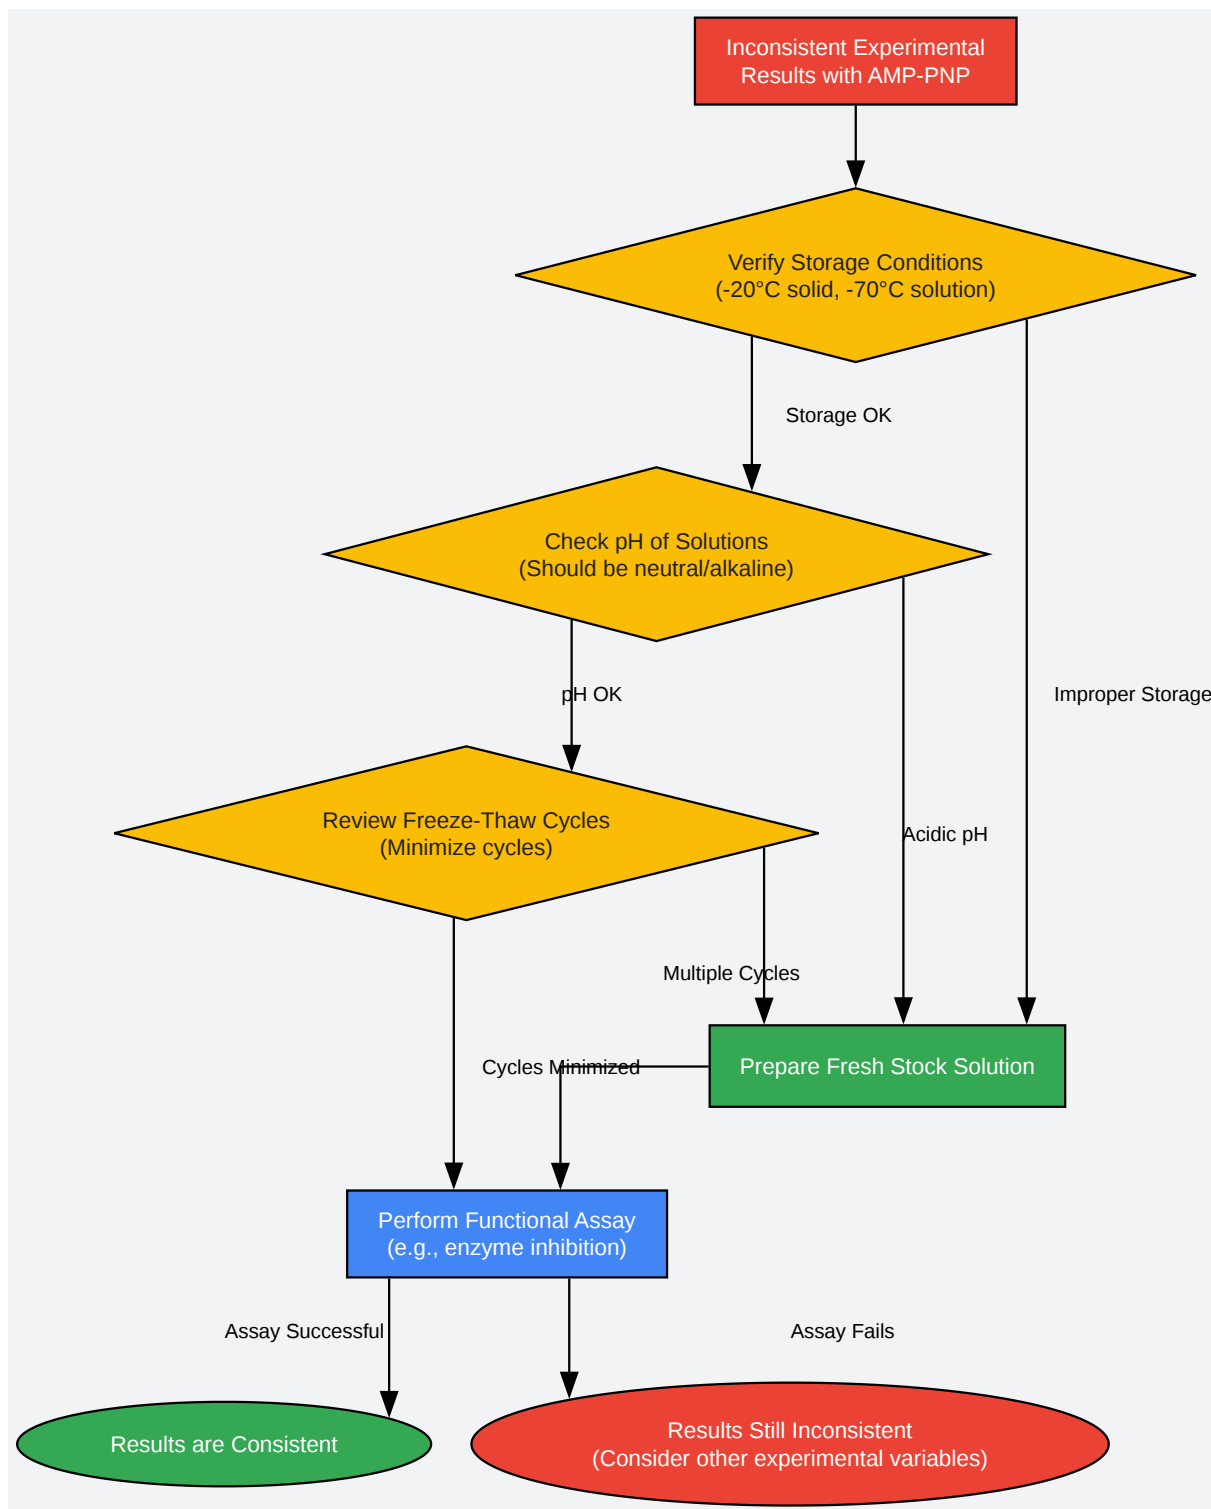 Inconsistent Experimental
Results with AMP-PNP
Verify Storage Conditions
(-20°C solid, -70°C solution)
Storage OK
Check pH of Solutions
(Should be neutral/alkaline)
pH OK
Improper Storage
Review Freeze-Thaw Cycles
(Minimize cycles)
Acidic pH
Multiple Cycles
Cycles Minimized
Prepare Fresh Stock Solution
Perform Functional Assay
(e.g., enzyme inhibition)
Assay Successful
Assay Fails
Results are Consistent
Results Still Inconsistent
(Consider other experimental variables)